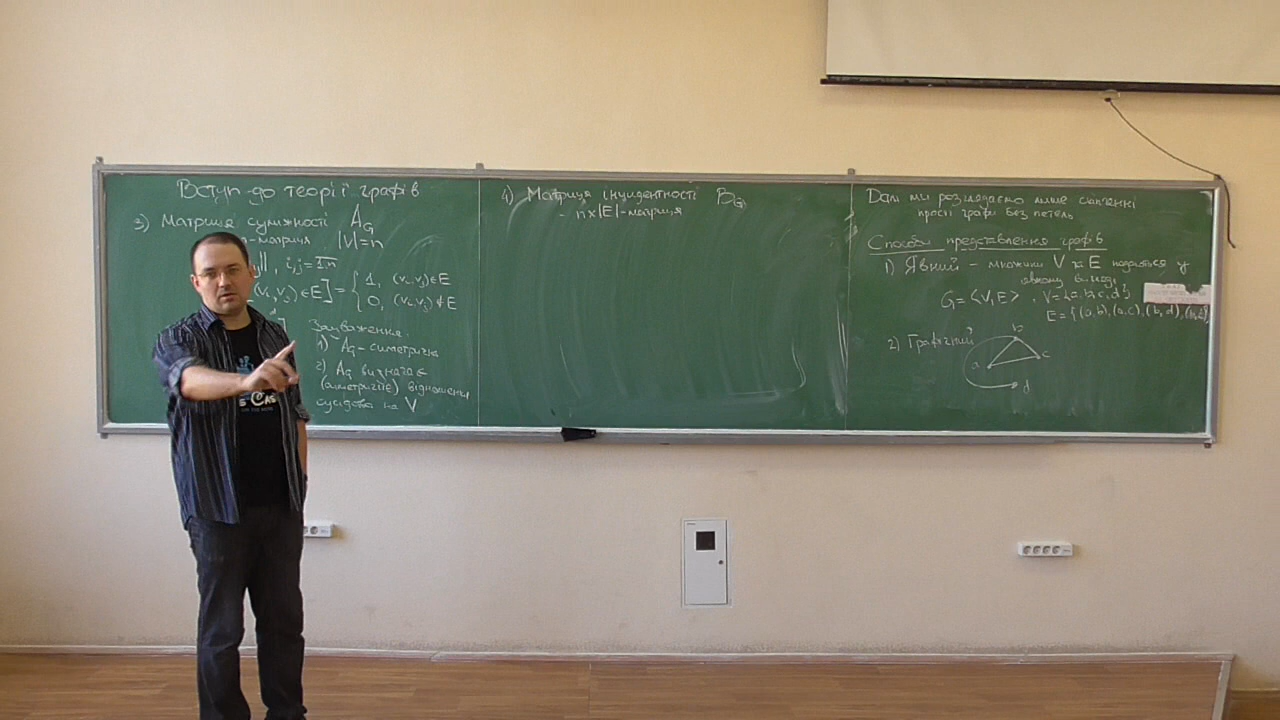 Вступ до теорії графів
3) Матриця суміжності A_G
-матриця |V|=n
, i,j=1,n
(v_i,v_j)∈E] = { 1, (v_i,v_j)∈E
0, (v_i,v_j)∉E
Зауваження.
1) A_G – симетрична
2) A_G визначає
(симетричне) відношення
сусідства на V
4) Матриця інцидентності B_G
- n×|E|-матриця
Далі ми розглядаємо лише скінченні
прості графи без петель
Способи представлення графів
1) Явний – множини V та E подаються у
явному вигляді
G=<V,E>, V={a,b,c,d}
E={(a,b),(a,c),(b,d),(b,c)}
2) Графічний
b
a
c
d